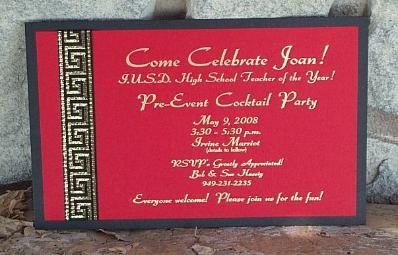 Come Celebrate Joan!
I.U.S.D. High School Teacher of the Year!
Pre-Event Cocktail Party
May 9, 2008
3:30 - 5:30 p.m.
Irvine Marriot
(details to follow)
RSVP's Greatly Appreciated!
Bob & Sue
949-231-2235
Everyone welcome! Please join us for the fun!